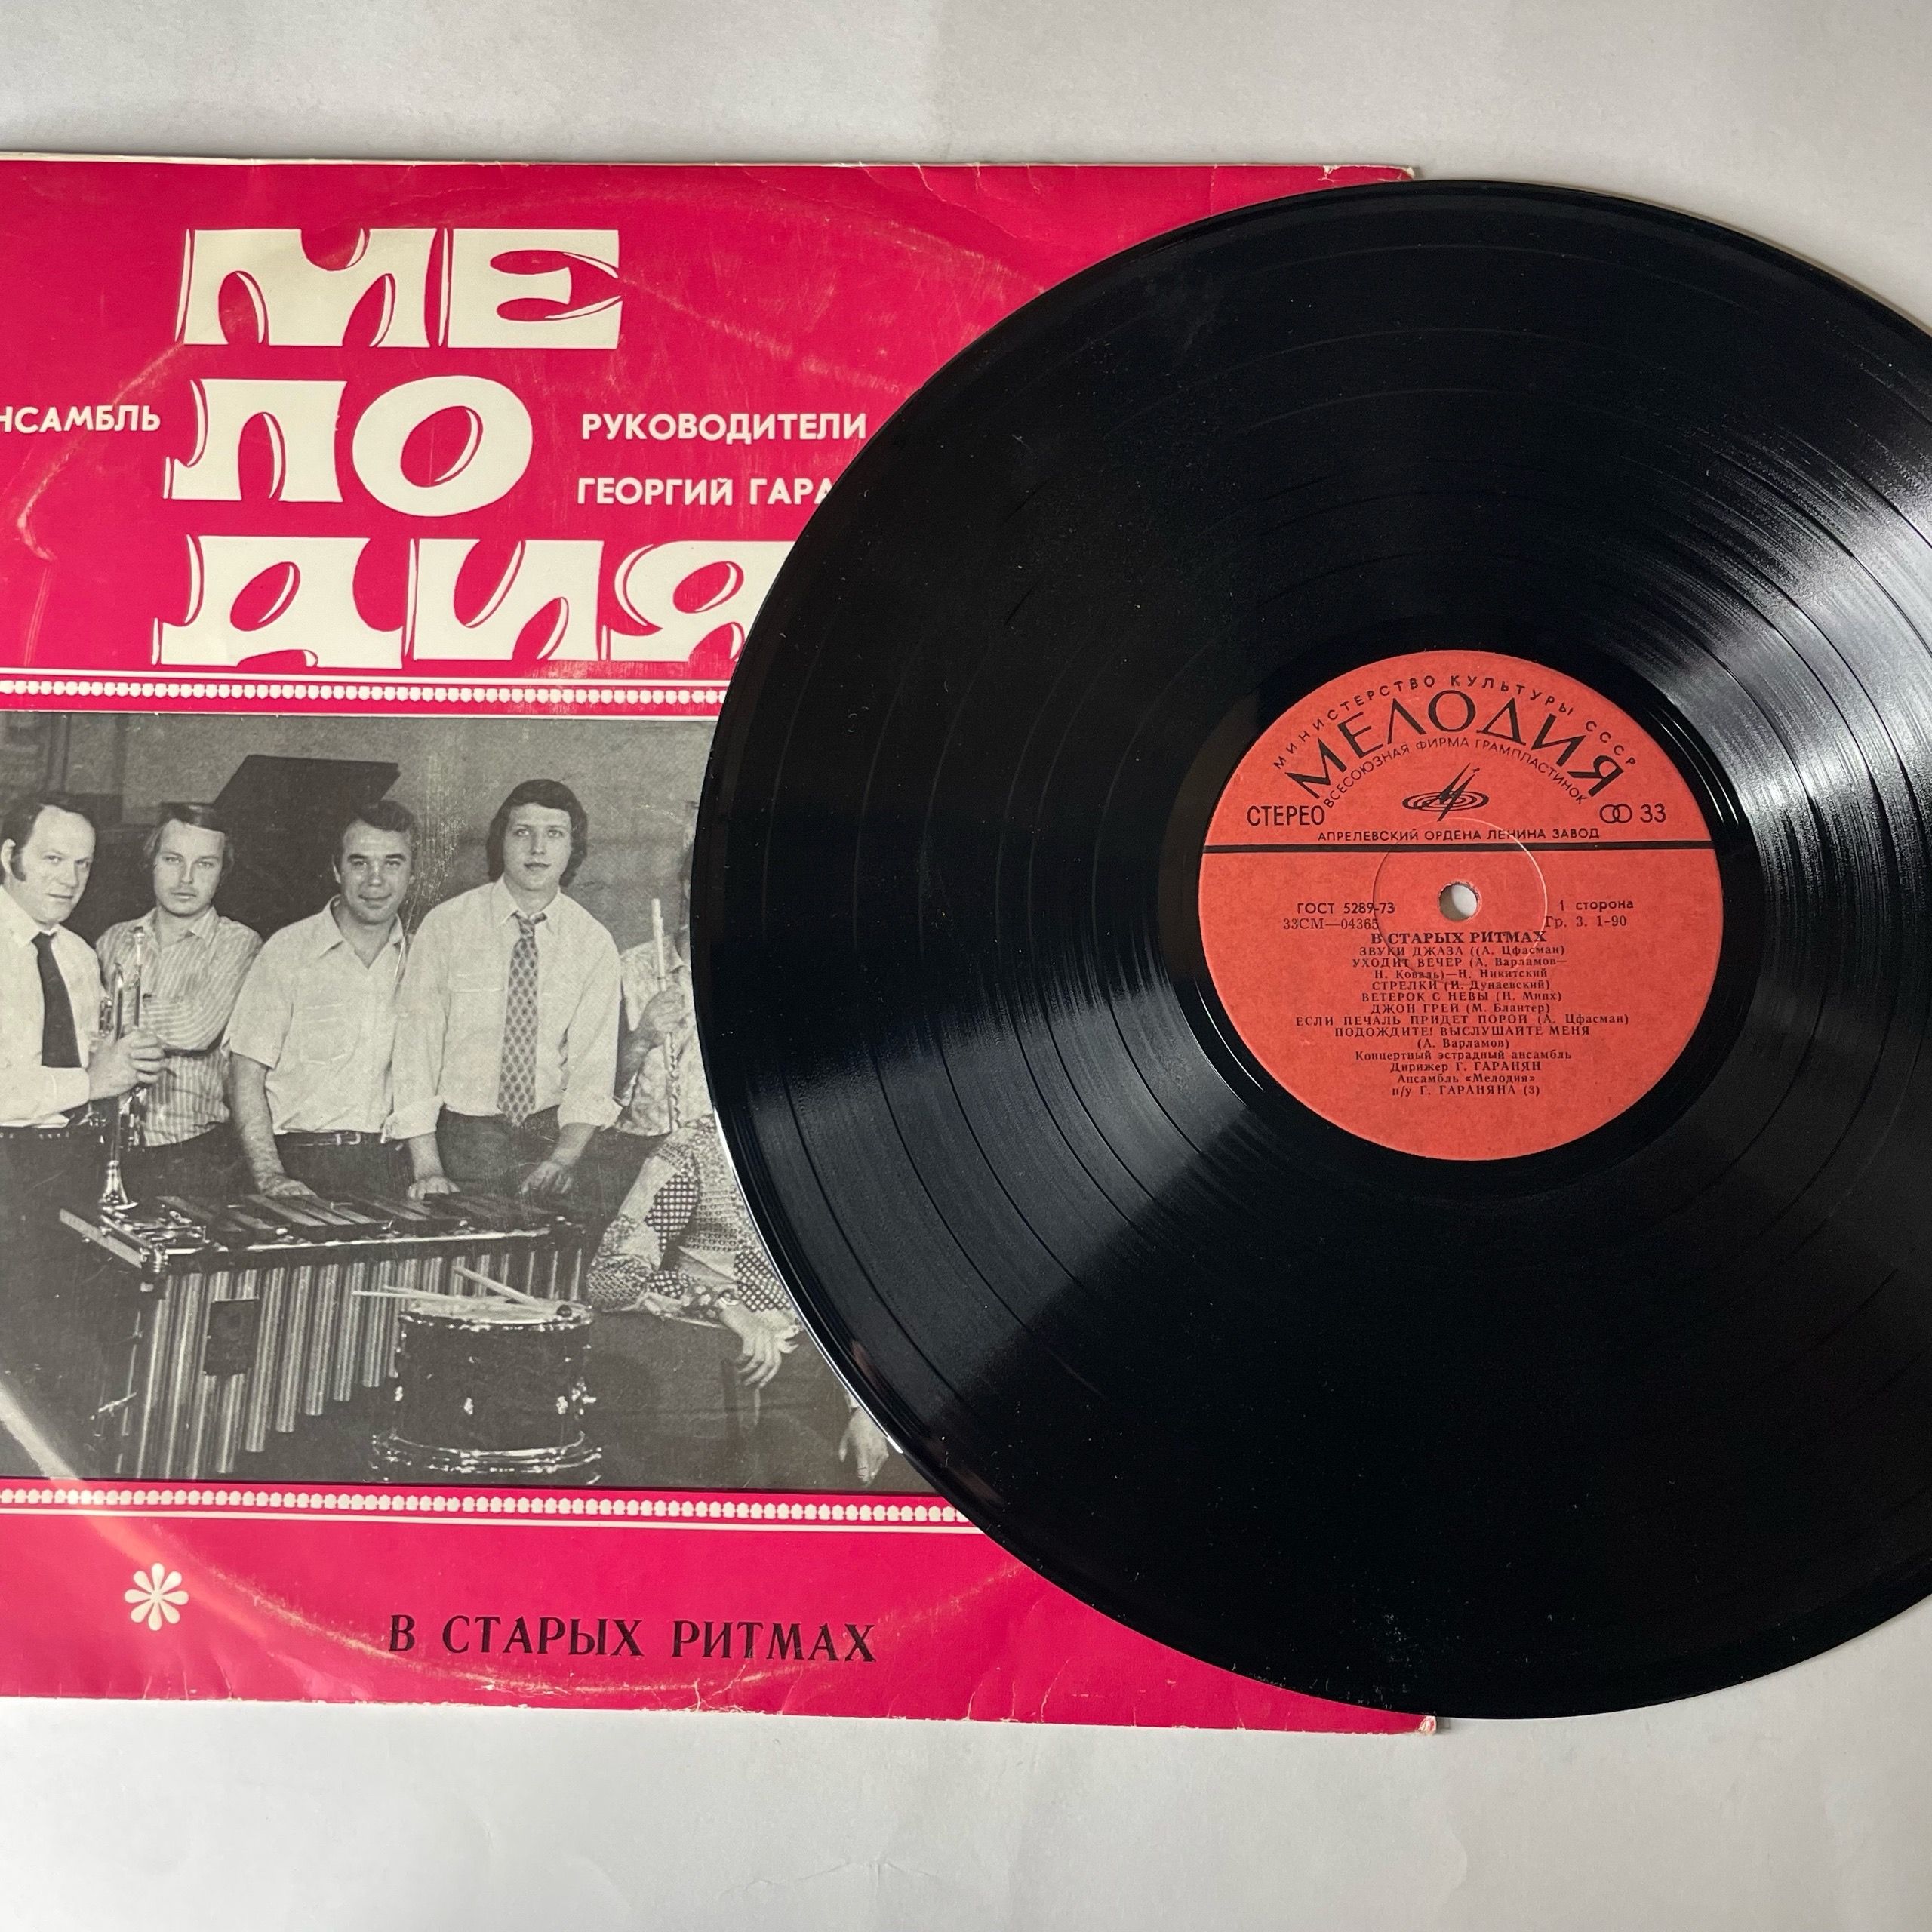 МЕ
ЛО
ДИЯ
НСАМБЛЬ
РУКОВОДИТЕЛИ
ГЕОРГИЙ ГАРА
В СТАРЫХ РИТМАХ
МИНИСТЕРСТВО КУЛЬТУРЫ СССР
МЕЛОДИЯ
ВСЕСОЮЗНАЯ ФИРМА ГРАМПЛАСТИНОК
СТЕРЕО
33
АПРЕЛЕВСКИЙ ОРДЕНА ЛЕНИНА ЗАВОД
ГОСТ 5289-73 1 сторона
33СМ—04365 Гр. 3. 1-90
В СТАРЫХ РИТМАХ
ЗВУКИ ДЖАЗА ((А. Цфасман)
УХОДИТ ВЕЧЕР (А. Варламов—
Н. Коваль)—Н. Никитский
СТРЕЛКИ (И. Дунаевский)
ВЕТЕРОК С НЕВЫ (Н. Минх)
ДЖОН ГРЕЙ (М. Блантер)
ЕСЛИ ПЕЧАЛЬ ПРИДЕТ ПОРОЙ (А. Цфасман)
ПОДОЖДИТЕ! ВЫСЛУШАЙТЕ МЕНЯ
(А. Варламов)
Концертный эстрадный ансамбль
Дирижер Г. ГАРАНЯН
Ансамбль «Мелодия»
п/у Г. ГАРАНЯНА (3)